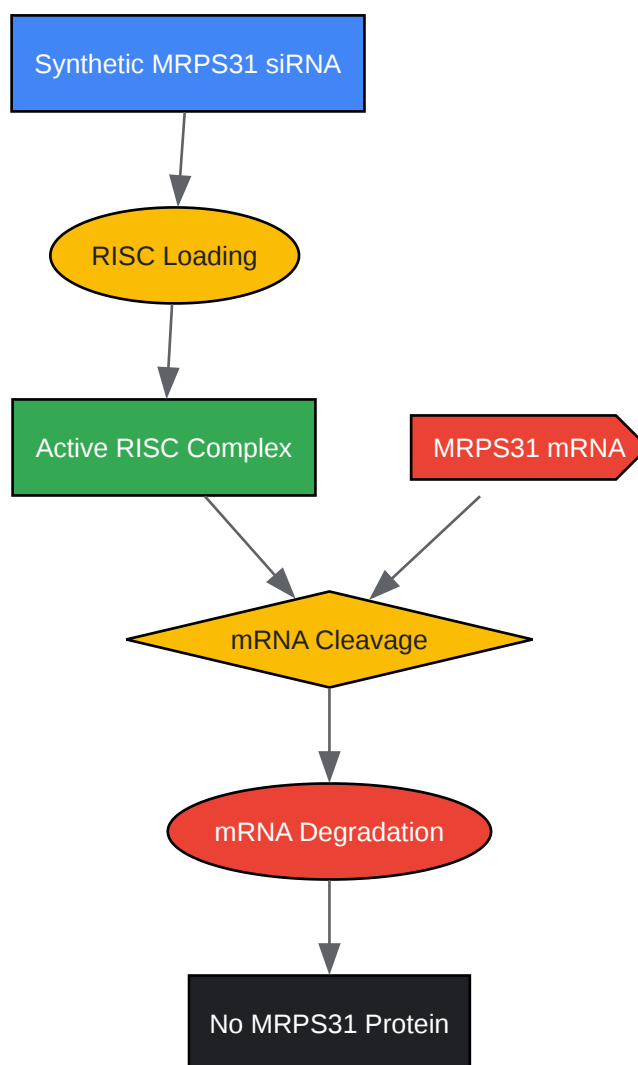 Synthetic MRPS31 siRNA
RISC Loading
Active RISC Complex
MRPS31 mRNA
mRNA Cleavage
mRNA Degradation
No MRPS31 Protein